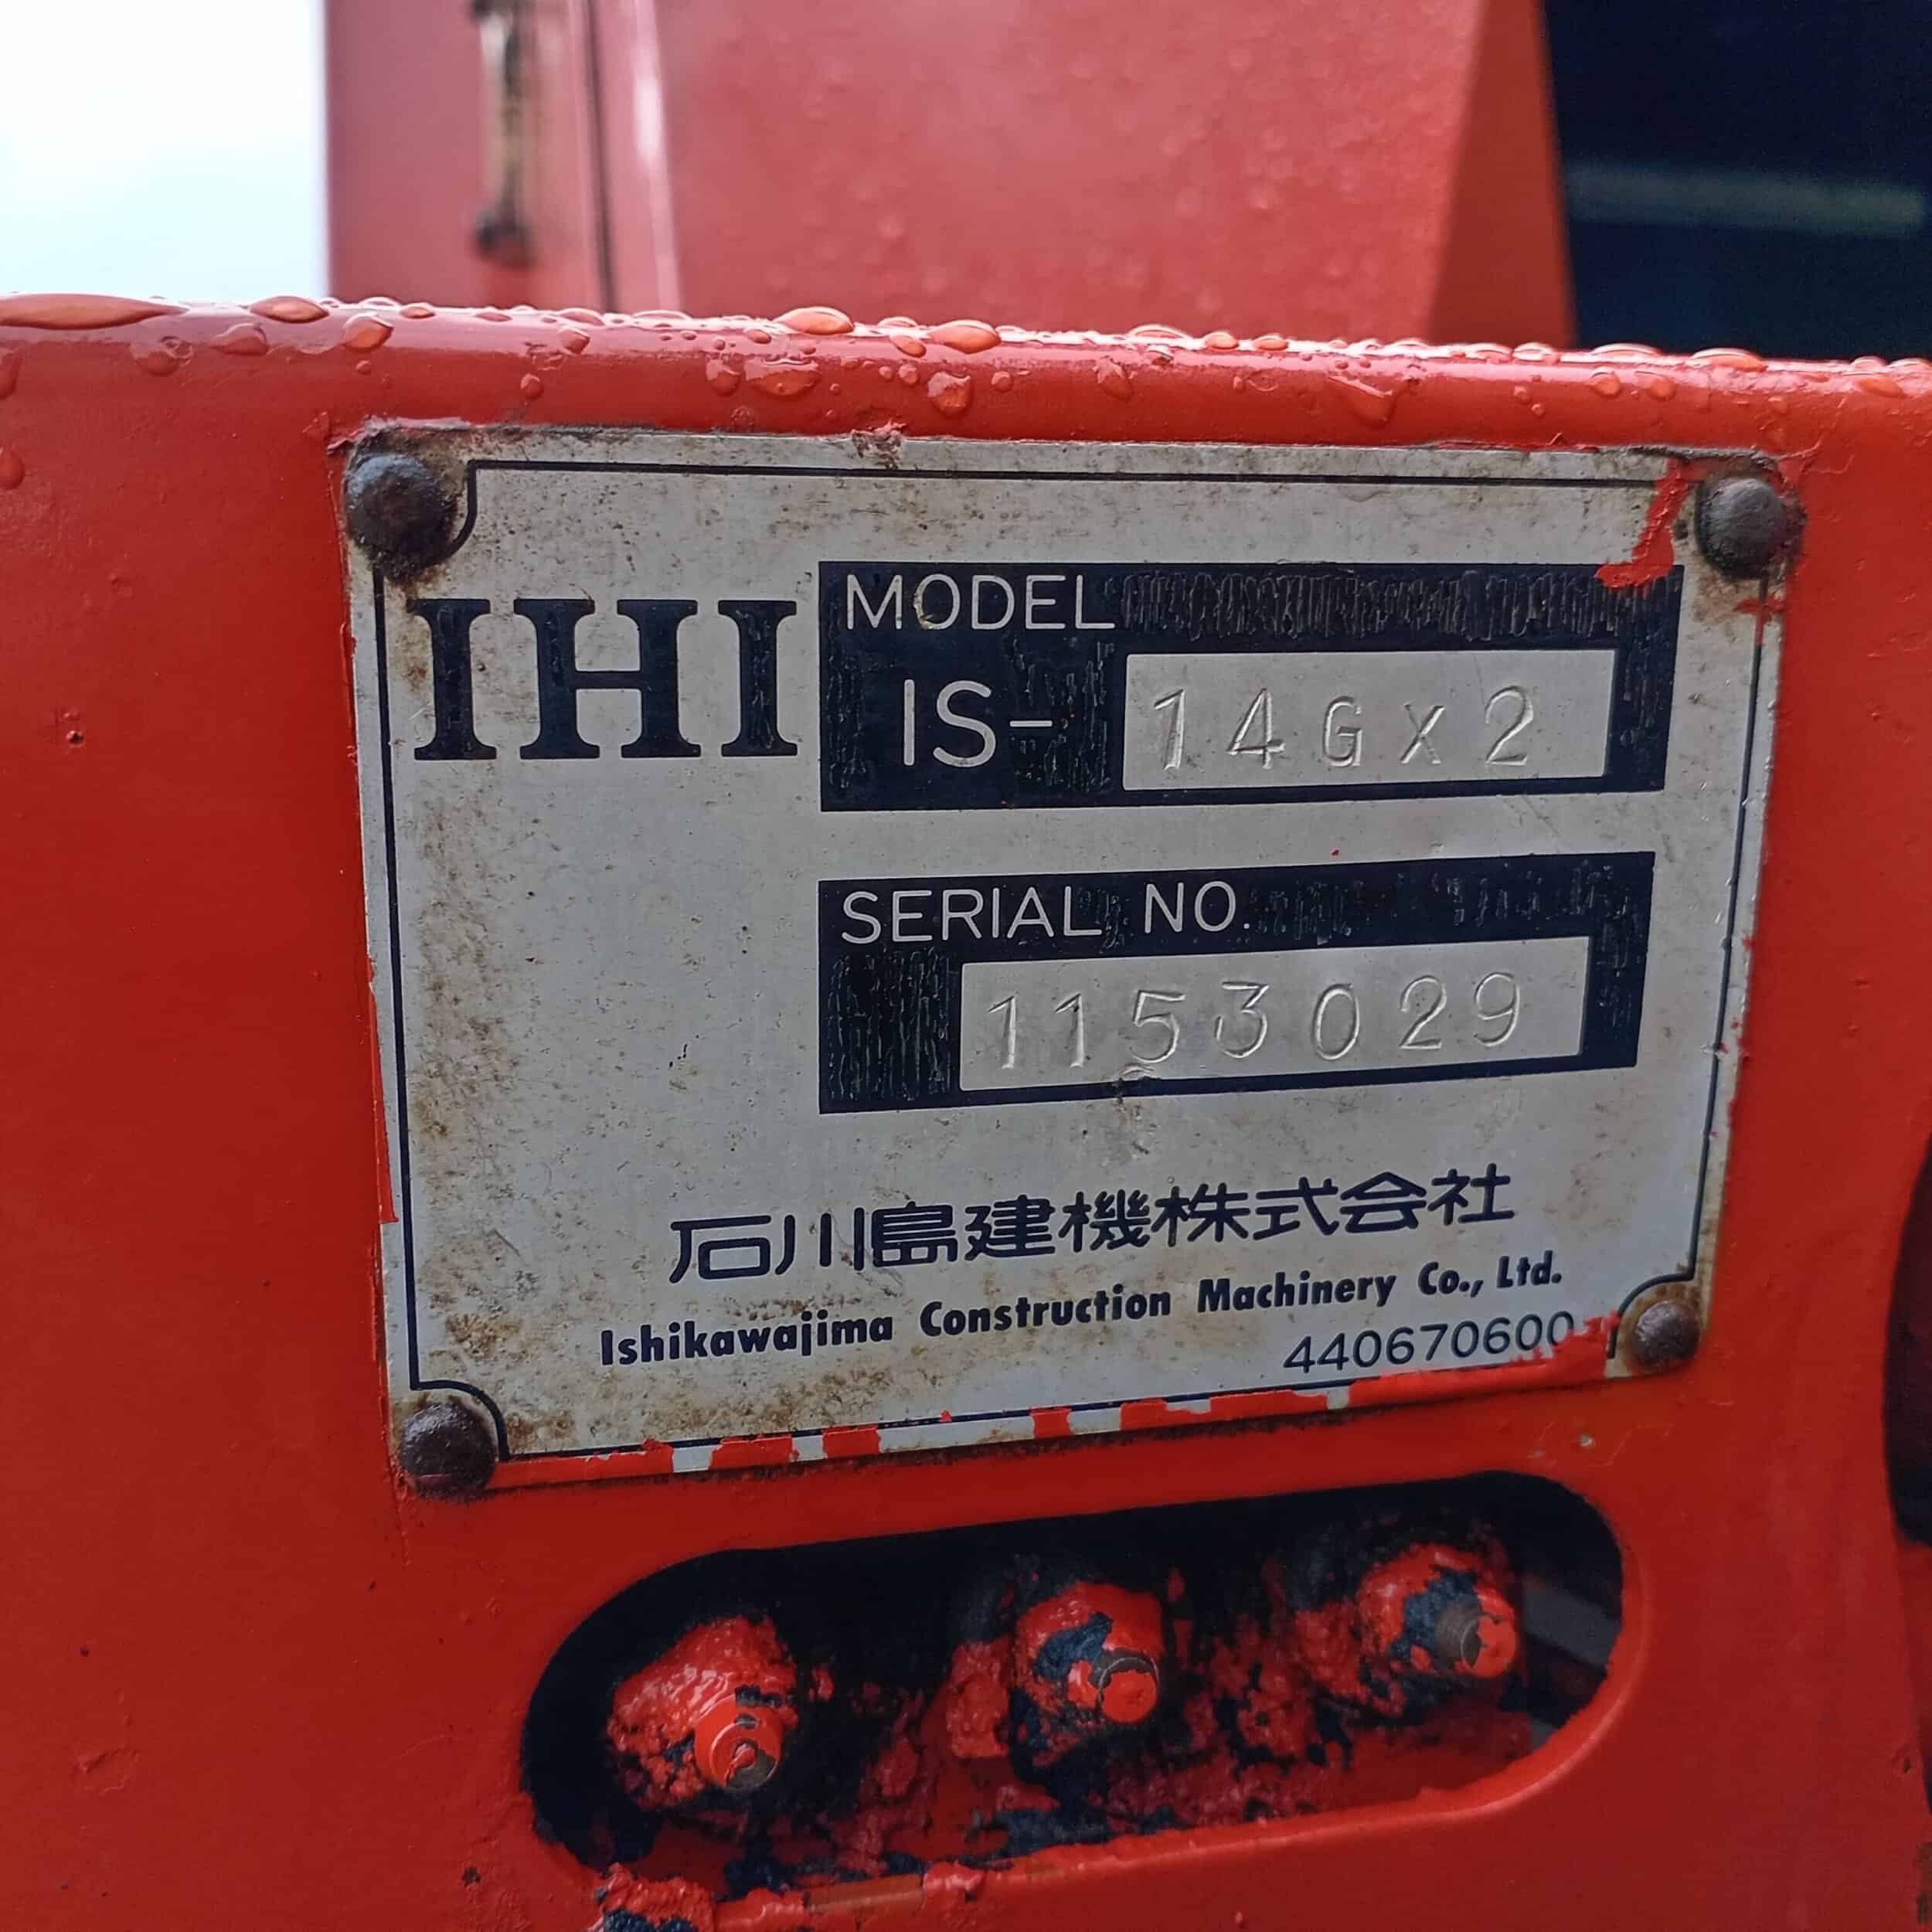 IHI
MODEL
IS- 14GX2
SERIAL NO.
1153029
石川島建機株式会社
Ishikawajima Construction Machinery Co., Ltd.